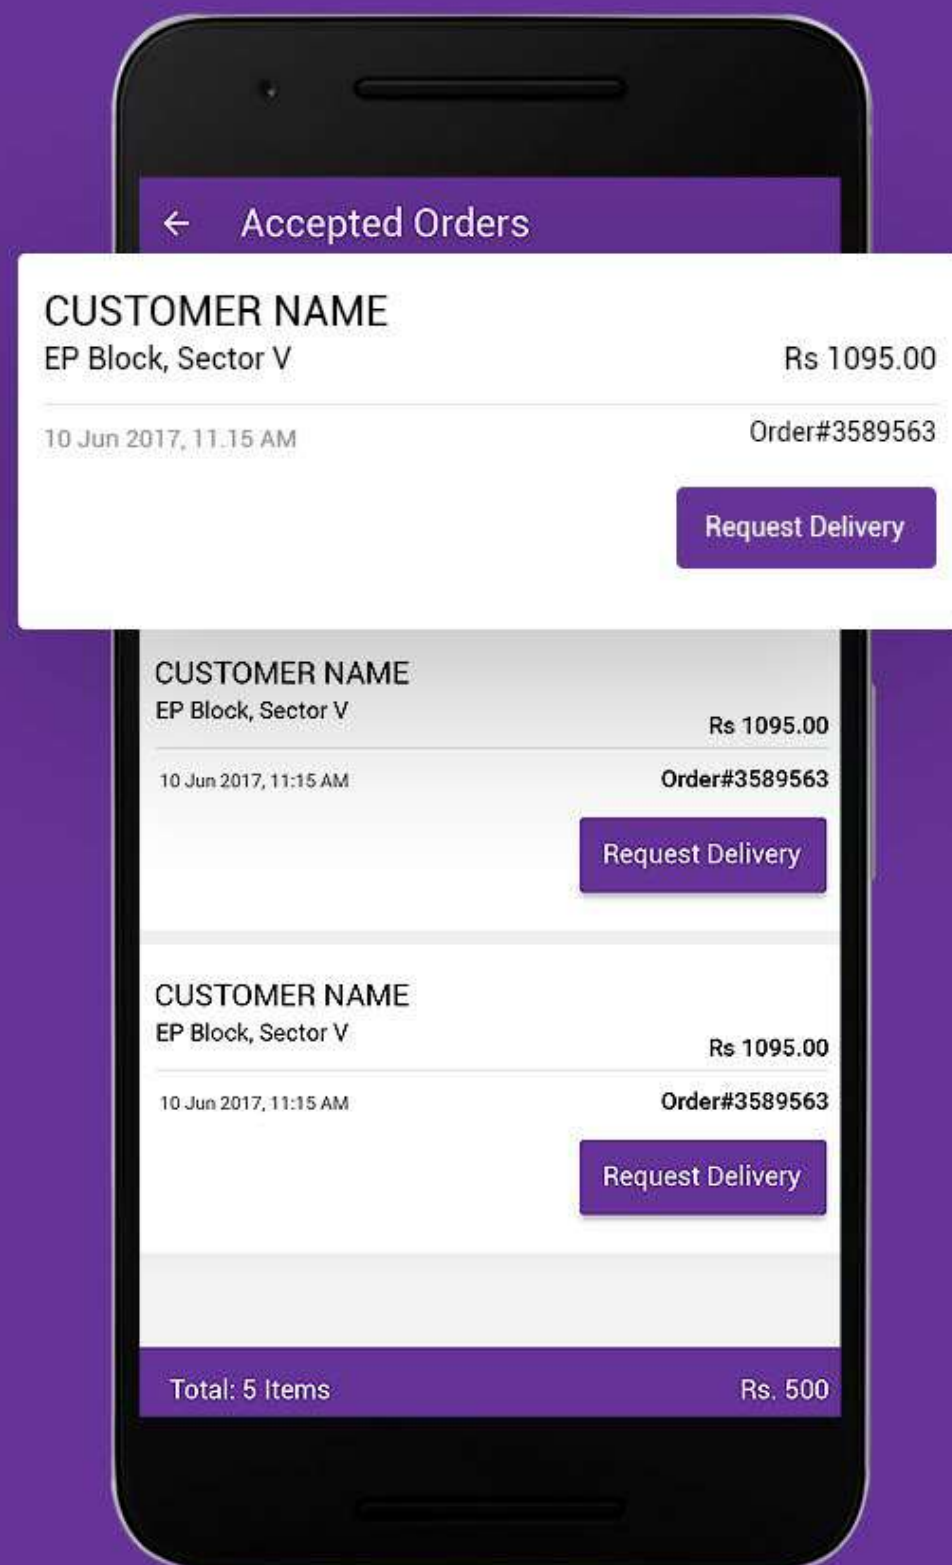 Accepted Orders
CUSTOMER NAME
EP Block, Sector V
Rs 1095.00
10 Jun 2017, 11.15 AM
Order#3589563
Request Delivery
CUSTOMER NAME
EP Block, Sector V
Rs 1095.00
10 Jun 2017, 11:15 AM
Order#3589563
Request Delivery
CUSTOMER NAME
EP Block, Sector V
Rs 1095.00
10 Jun 2017, 11:15 AM
Order#3589563
Request Delivery
Total: 5 Items
Rs. 500